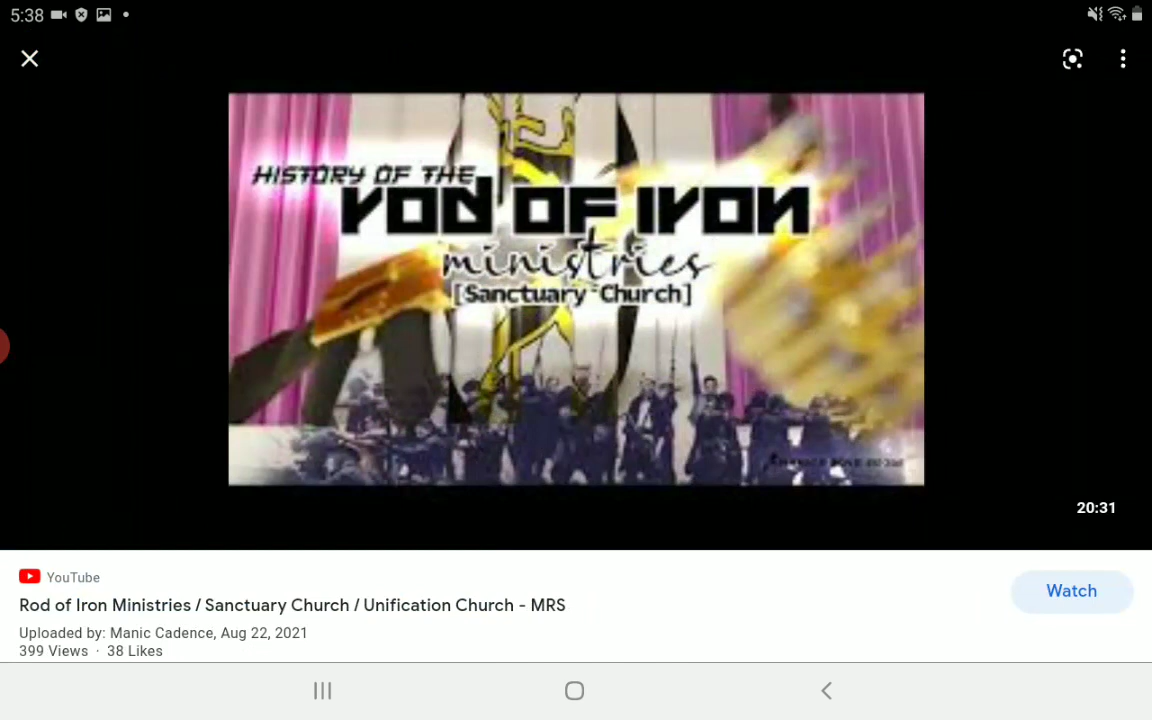 5:38
HISTORY OF THE
ROD OF IRON
ministries
[Sanctuary Church]
20:31
YouTube
Rod of Iron Ministries / Sanctuary Church / Unification Church - MRS
Watch
Uploaded by: Manic Cadence, Aug 22, 2021
399 Views · 38 Likes